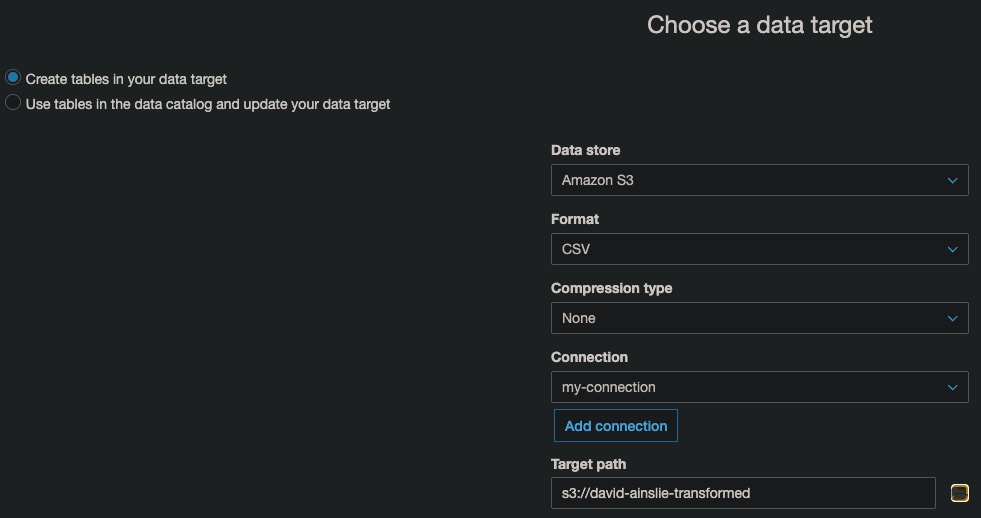 Choose a data target
Create tables in your data target
Use tables in the data catalog and update your data target
Data store
Amazon S3
Format
CSV
Compression type
None
Connection
my-connection
Add connection
Target path
s3://david-ainslie-transformed